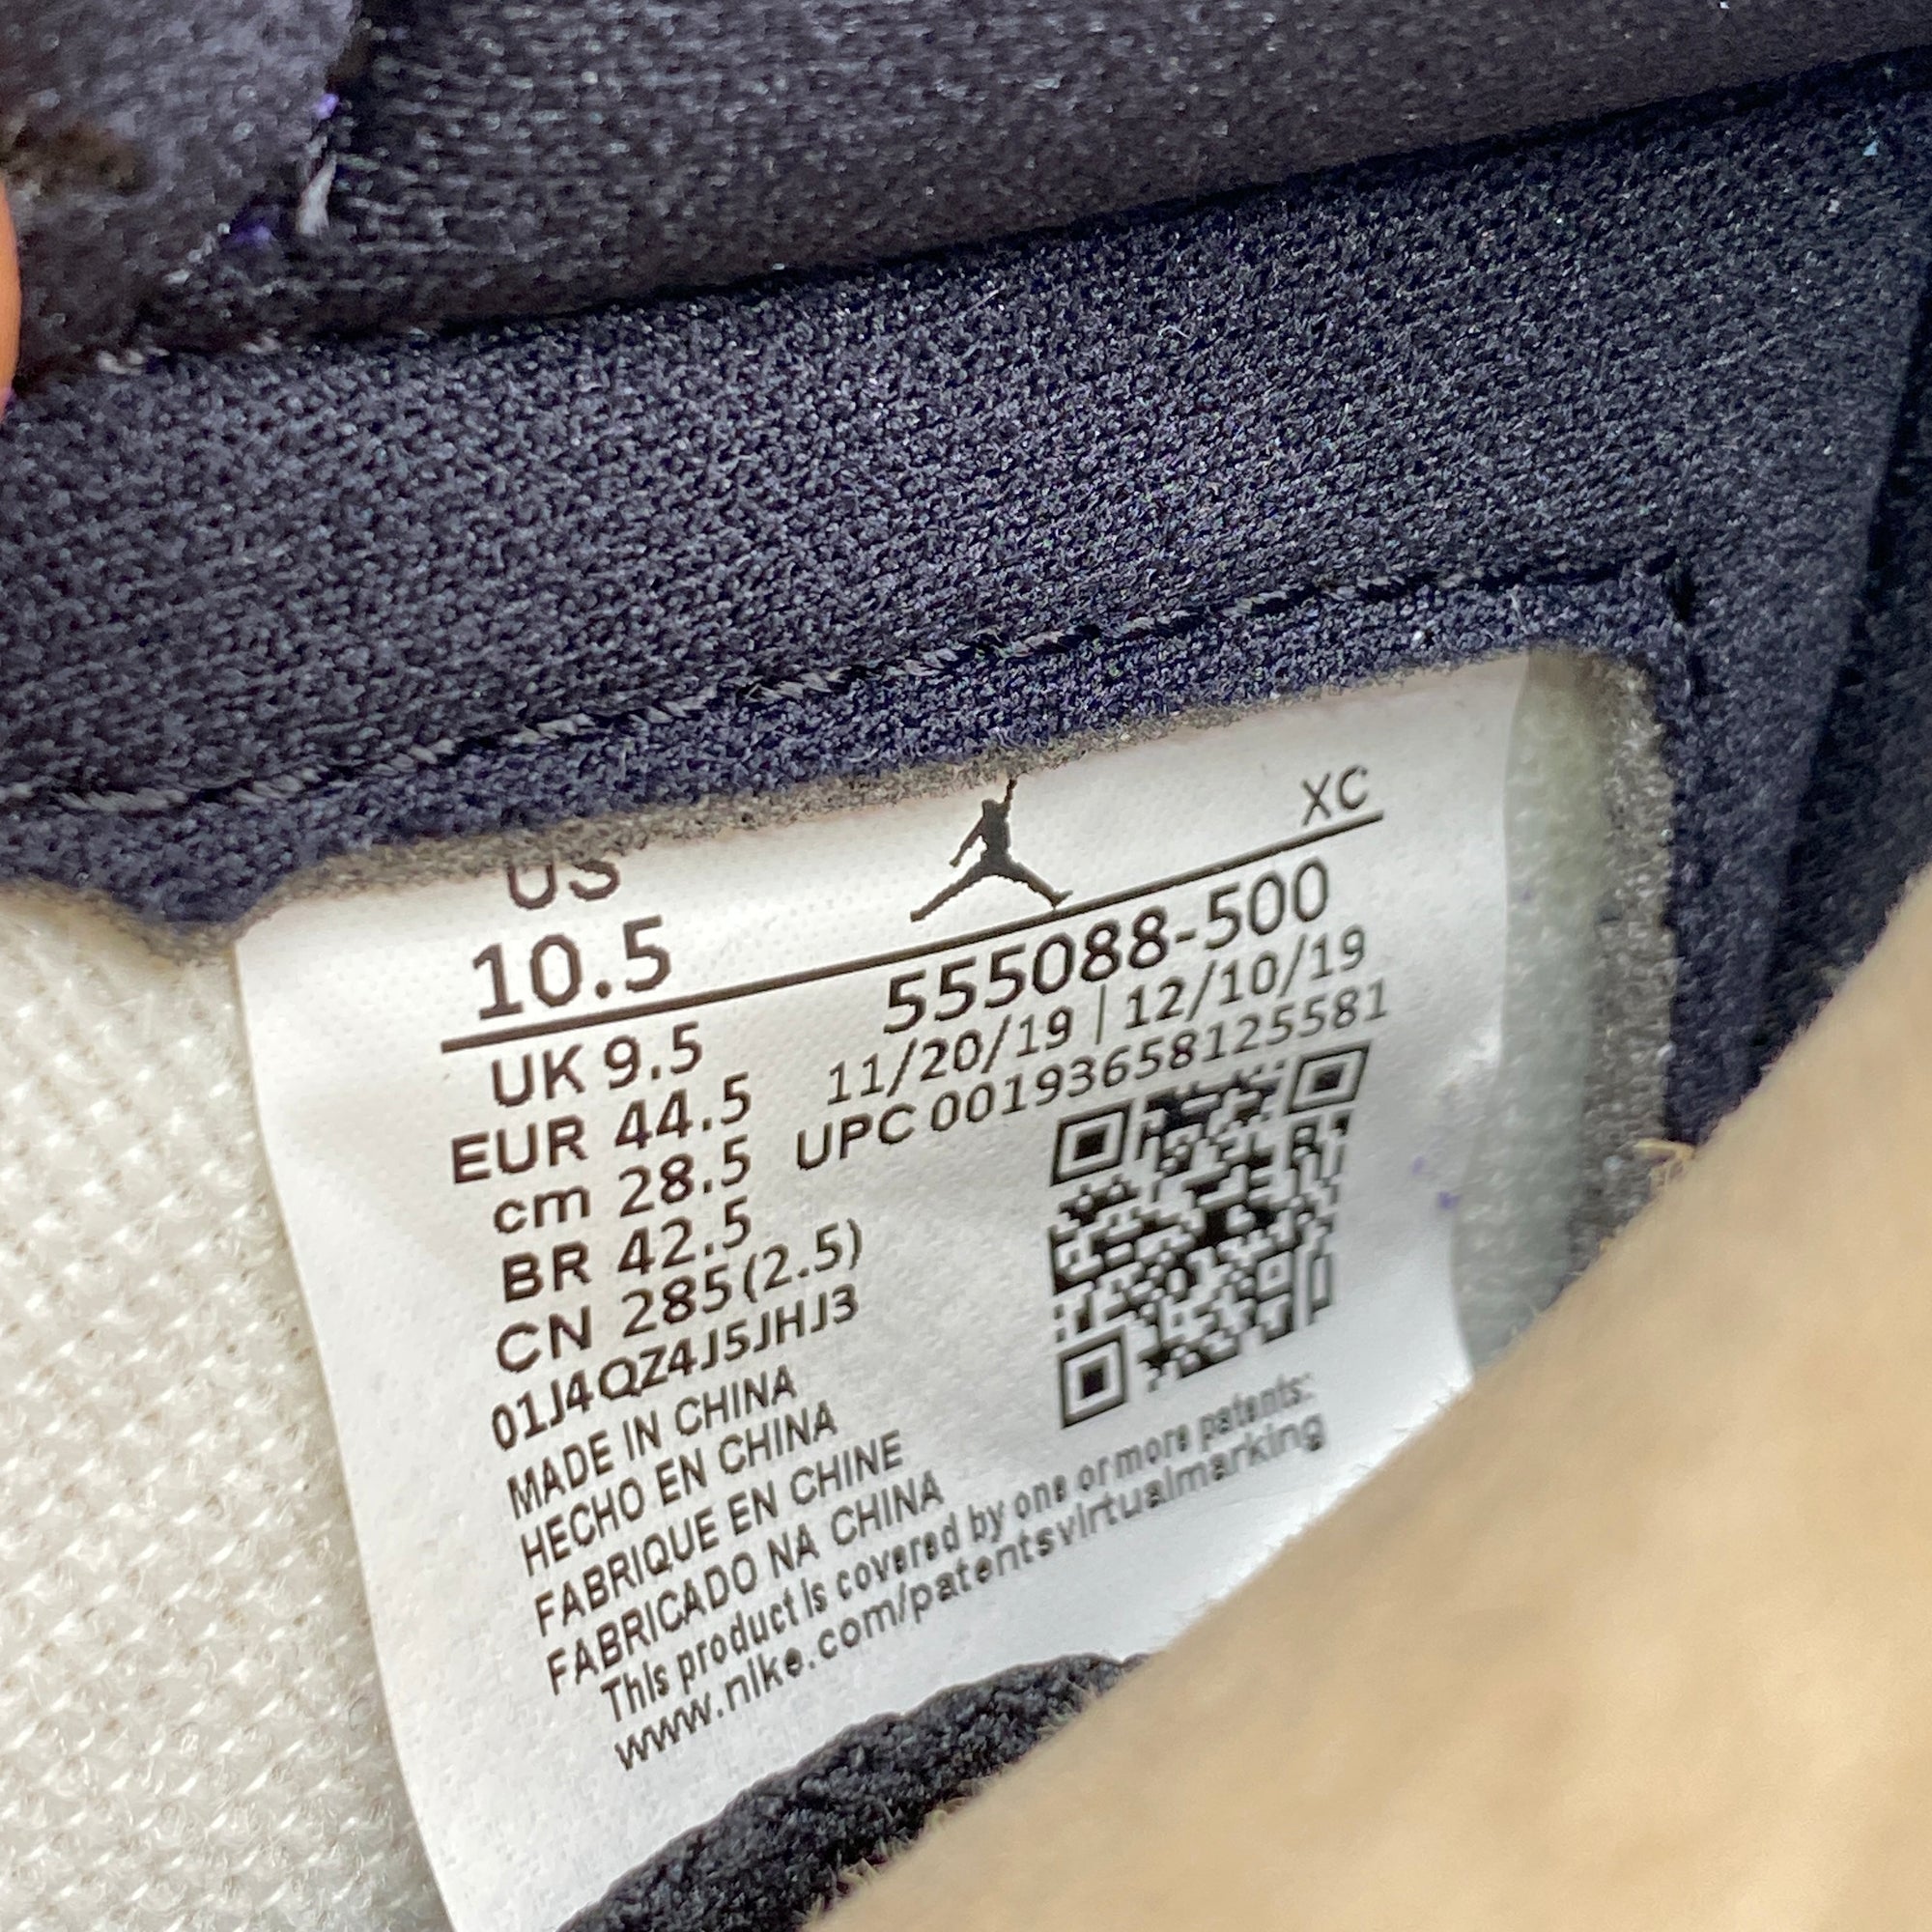 US
XC
10.5
555088-500
11/20/19 | 12/10/19
UPC 00193658125581
UK 9.5
EUR 44.5
cm 28.5
BR 42.5
CN 285(2.5)
01J4QZ4J5JHJ3
MADE IN CHINA
HECHO EN CHINA
FABRIQUE EN CHINE
FABRICADO NA CHINA
This product is covered by one or more patents:
www.nike.com/patentsvirtualmarking